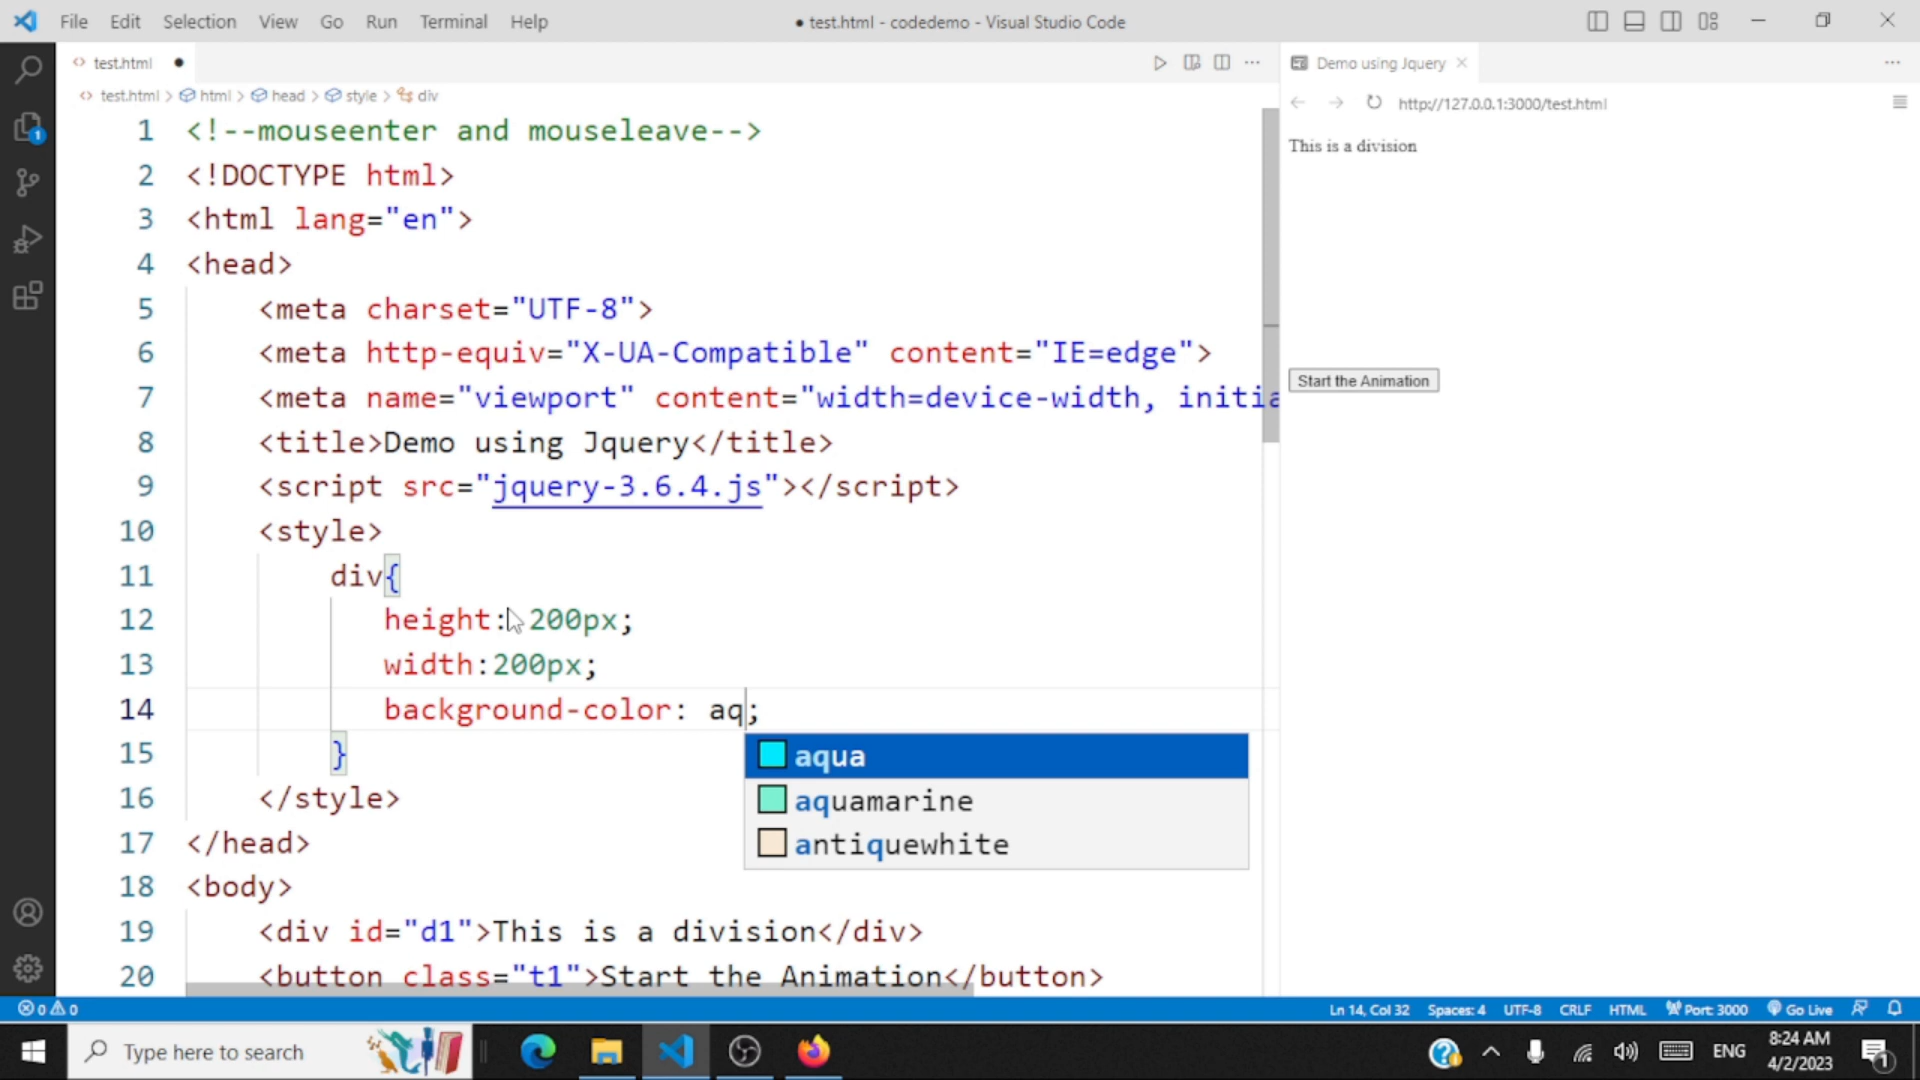 File Edit Selection View Go Run Terminal Help
● test.html - codedemo - Visual Studio Code
test.html ●
Demo using Jquery
test.html > html > head > style > div
http://127.0.0.1:3000/test.html
1 <!--mouseenter and mouseleave-->
2 <!DOCTYPE html>
3 <html lang="en">
4 <head>
5 <meta charset="UTF-8">
6 <meta http-equiv="X-UA-Compatible" content="IE=edge">
7 <meta name="viewport" content="width=device-width, initia
8 <title>Demo using Jquery</title>
9 <script src="jquery-3.6.4.js"></script>
10 <style>
11 div{
12 height: 200px;
13 width:200px;
14 background-color: aq;
15 }
aqua
aquamarine
antiquewhite
16 </style>
17 </head>
18 <body>
19 <div id="d1">This is a division</div>
20 <button class="t1">Start the Animation</button>
This is a division
Start the Animation
1
0 0
Ln 14, Col 32 Spaces: 4 UTF-8 CRLF HTML Port: 3000 Go Live
Type here to search
ENG
8:24 AM
4/2/2023
1